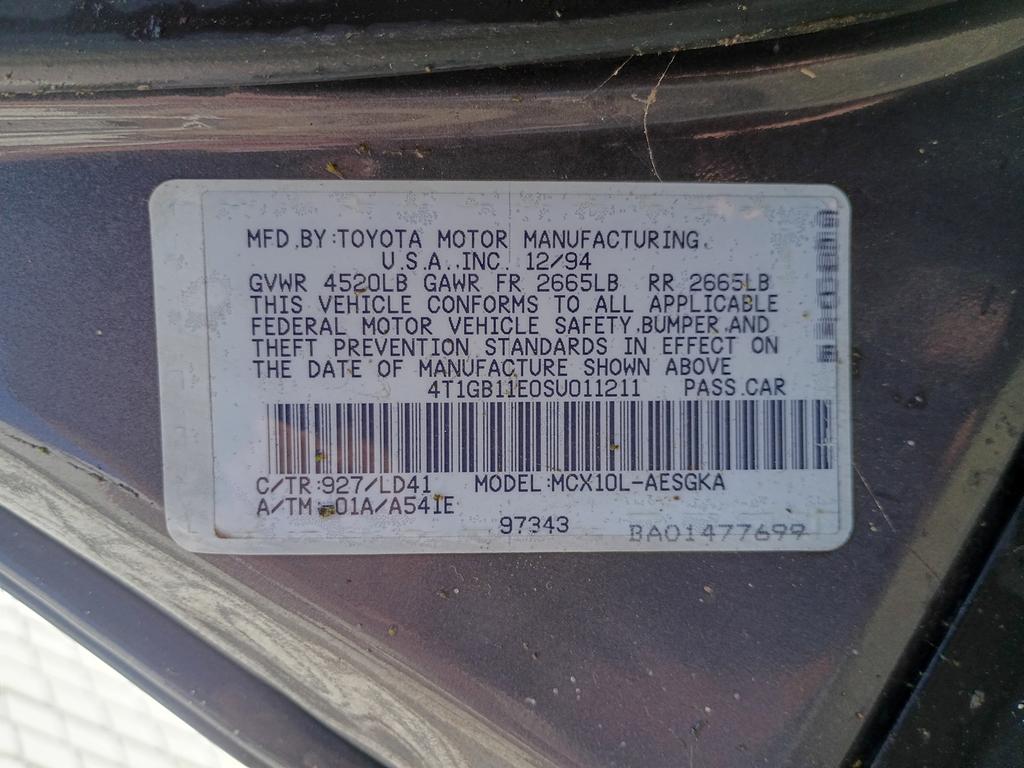 MFD.BY:TOYOTA MOTOR MANUFACTURING.
U.S.A.,INC. 12/94
GVWR 4520LB GAWR FR 2665LB RR 2665LB
THIS VEHICLE CONFORMS TO ALL APPLICABLE
FEDERAL MOTOR VEHICLE SAFETY,BUMPER,AND
THEFT PREVENTION STANDARDS IN EFFECT ON
THE DATE OF MANUFACTURE SHOWN ABOVE
4T1GB11E0SU011211 PASS.CAR
C/TR:927/LD41 MODEL:MCX10L-AESGKA
A/TM:-01A/A541E
97343
BA01477699